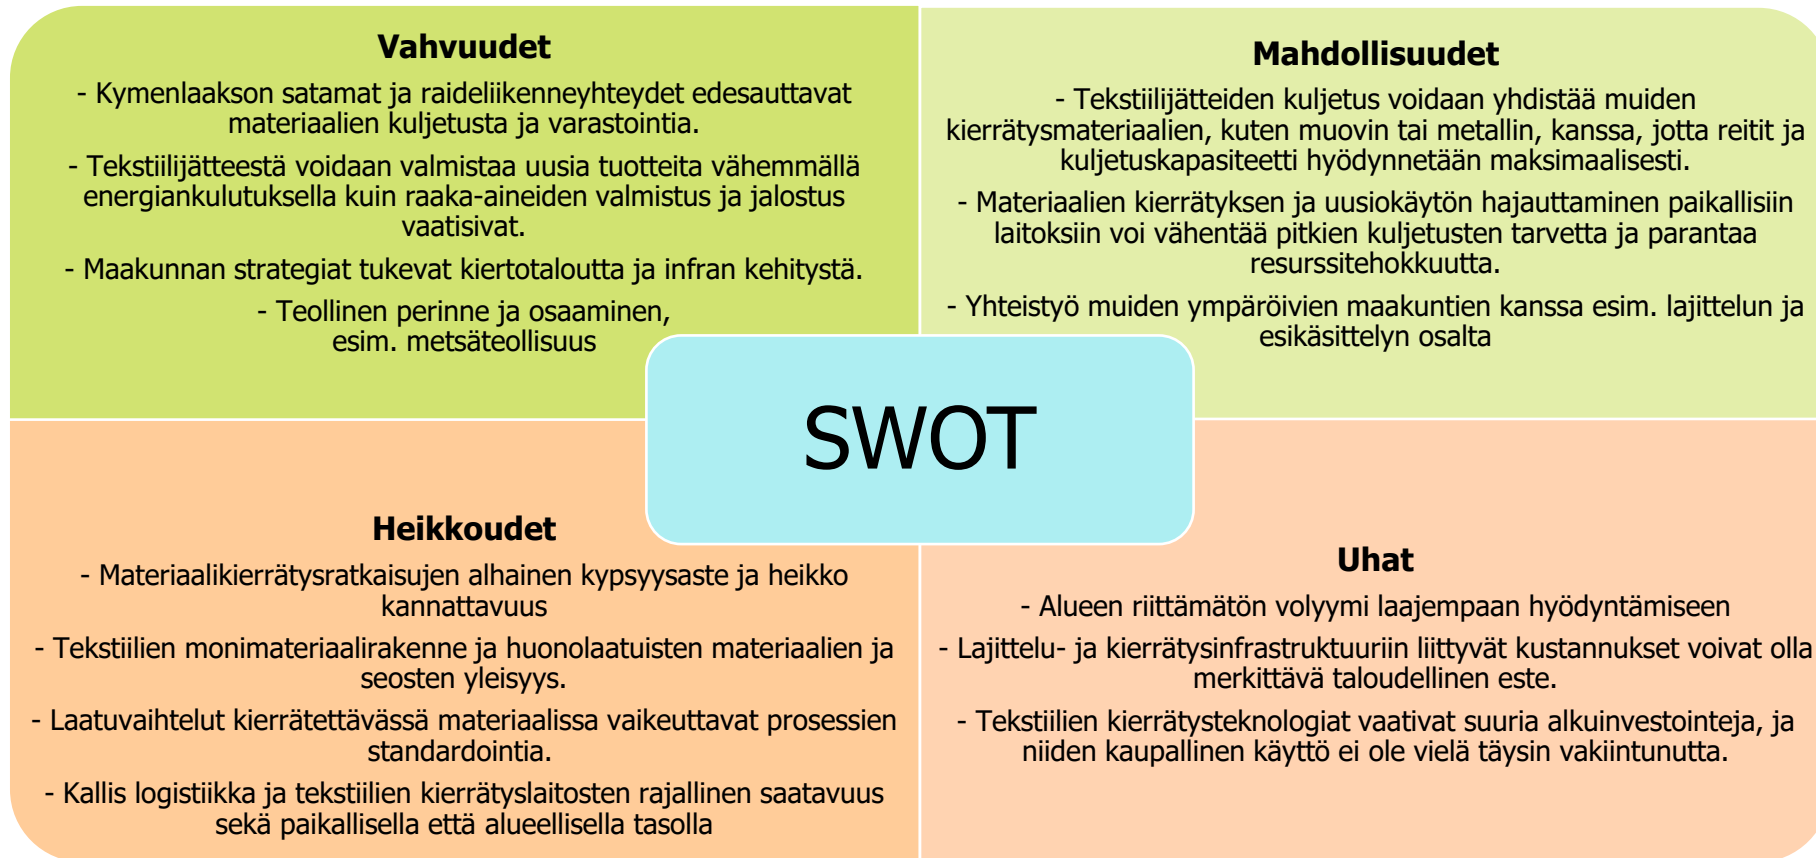 Vahvuudet
- Kymenlaakson satamat ja raideliikenneyhteydet edesauttavat
materiaalien kuljetusta ja varastointia.
- Tekstiilijätteestä voidaan valmistaa uusia tuotteita vähemmällä
energiankulutuksella kuin raaka-aineiden valmistus ja jalostus
vaatisivat.
- Maakunnan strategiat tukevat kiertotaloutta ja infran kehitystä.
- Teollinen perinne ja osaaminen,
esim. metsäteollisuus
Mahdollisuudet
- Tekstiilijätteiden kuljetus voidaan yhdistää muiden
kierrätysmateriaalien, kuten muovin tai metallin, kanssa, jotta reitit ja
kuljetuskapasiteetti hyödynnetään maksimaalisesti.
- Materiaalien kierrätyksen ja uusiokäytön hajauttaminen paikallisiin
laitoksiin voi vähentää pitkien kuljetusten tarvetta ja parantaa
resurssitehokkuutta.
- Yhteistyö muiden ympäröivien maakuntien kanssa esim. lajittelun ja
esikäsittelyn osalta
SWOT
Heikkoudet
- Materiaalikierrätysratkaisujen alhainen kypsyysaste ja heikko
kannattavuus
- Tekstiilien monimateriaalirakenne ja huonolaatuisten materiaalien ja
seosten yleisyys.
- Laatuvaihtelut kierrätettävässä materiaalissa vaikeuttavat prosessien
standardointia.
- Kallis logistiikka ja tekstiilien kierrätyslaitosten rajallinen saatavuus
sekä paikallisella että alueellisella tasolla
Uhat
- Alueen riittämätön volyymi laajempaan hyödyntämiseen
- Lajittelu- ja kierrätysinfrastruktuuriin liittyvät kustannukset voivat olla
merkittävä taloudellinen este.
- Tekstiilien kierrätysteknologiat vaativat suuria alkuinvestointeja, ja
niiden kaupallinen käyttö ei ole vielä täysin vakiintunutta.